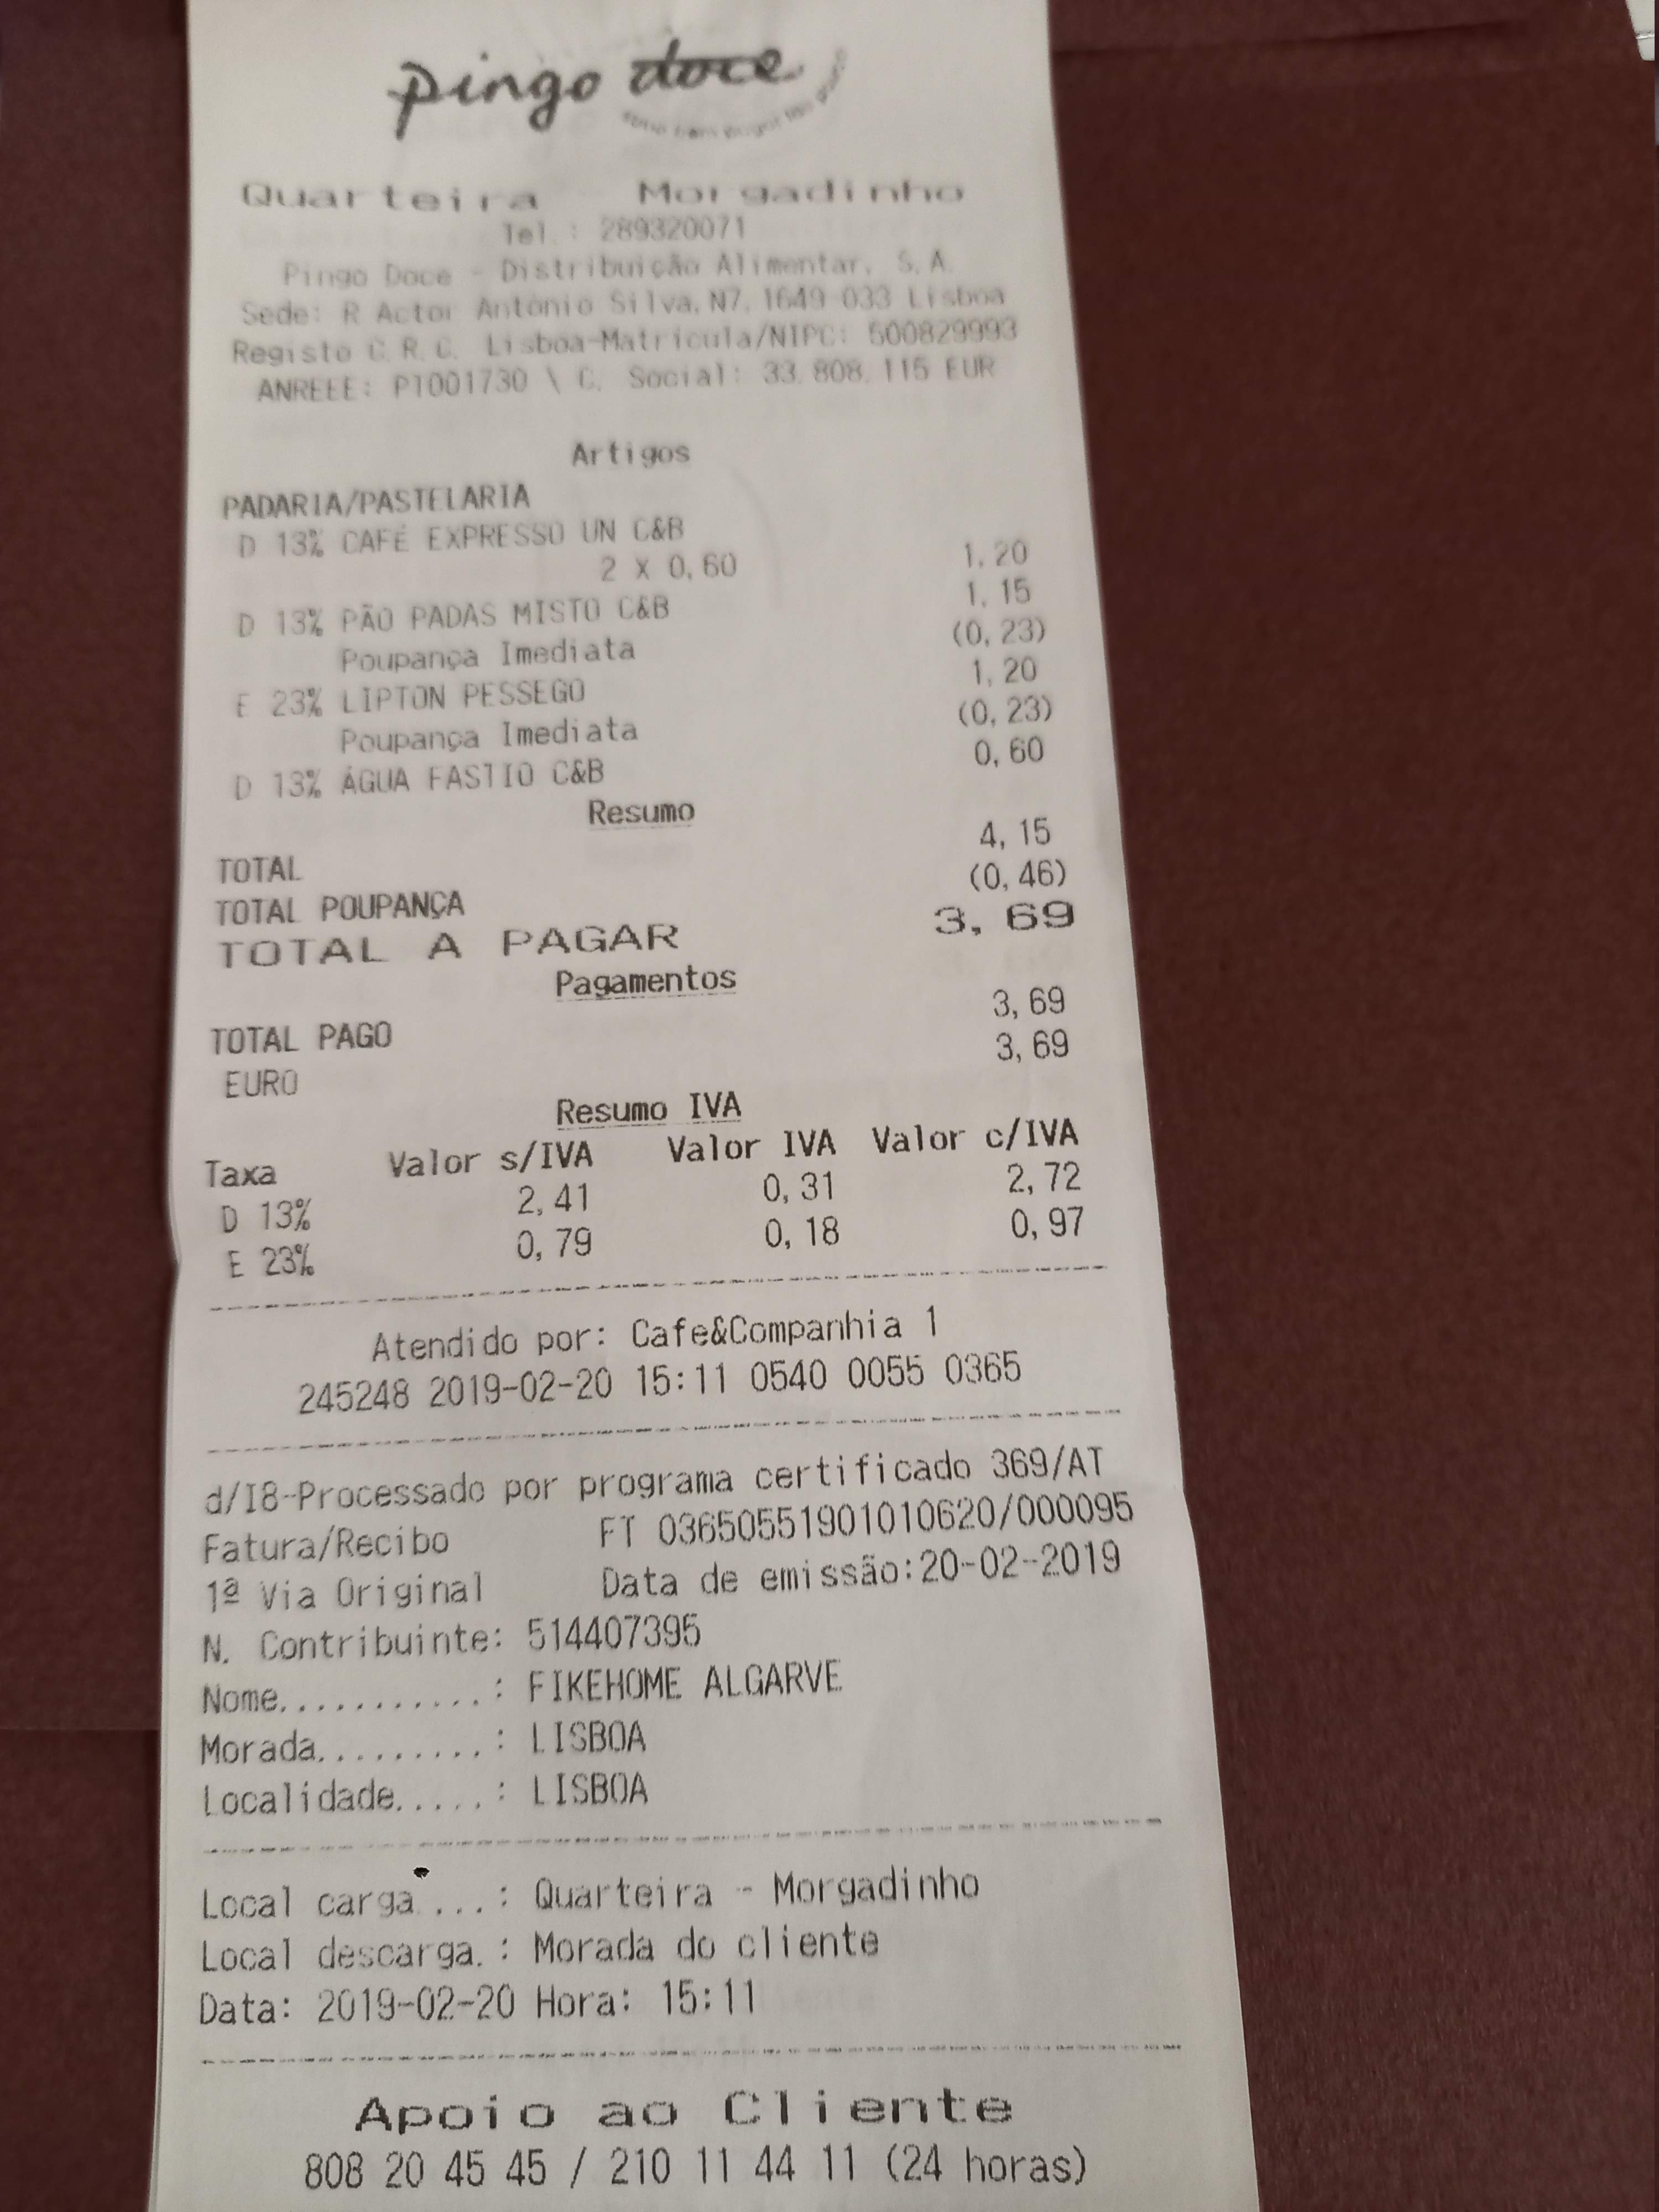 pingo doce
Quarteira Morgadinho
Tel.: 289320071
Pingo Doce - Distribuição Alimentar, S.A.
Sede: R Actor António Silva, N7, 1649-033 Lisboa
Registo C.R.C. Lisboa-Matrícula/NIPC: 500829993
ANREEE: PT001730 \ C. Social: 33.808.115 EUR
Artigos
PADARIA/PASTELARIA
D 13% CAFÉ EXPRESSO UN C&B
2 X 0,60 1,20
D 13% PÃO PADAS MISTO C&B 1,15
Poupança Imediata (0,23)
E 23% LIPTON PESSEGO 1,20
Poupança Imediata (0,23)
D 13% ÁGUA FASTIO C&B 0,60
Resumo
TOTAL 4,15
TOTAL POUPANÇA (0,46)
TOTAL A PAGAR 3,69
Pagamentos
TOTAL PAGO 3,69
EURO 3,69
Resumo IVA
Taxa Valor s/IVA Valor IVA Valor c/IVA
D 13% 2,41 0,31 2,72
E 23% 0,79 0,18 0,97
Atendido por: Cafe&Companhia 1
245248 2019-02-20 15:11 0540 0055 0365
d/I8-Processado por programa certificado 369/AT
Fatura/Recibo FT 03650551901010620/000095
1ª Via Original Data de emissão:20-02-2019
N. Contribuinte: 514407395
Nome...........: FIKEHOME ALGARVE
Morada.........: LISBOA
Localidade.....: LISBOA
Local carga ...: Quarteira - Morgadinho
Local descarga.: Morada do cliente
Data: 2019-02-20 Hora: 15:11
Apoio ao Cliente
808 20 45 45 / 210 11 44 11 (24 horas)